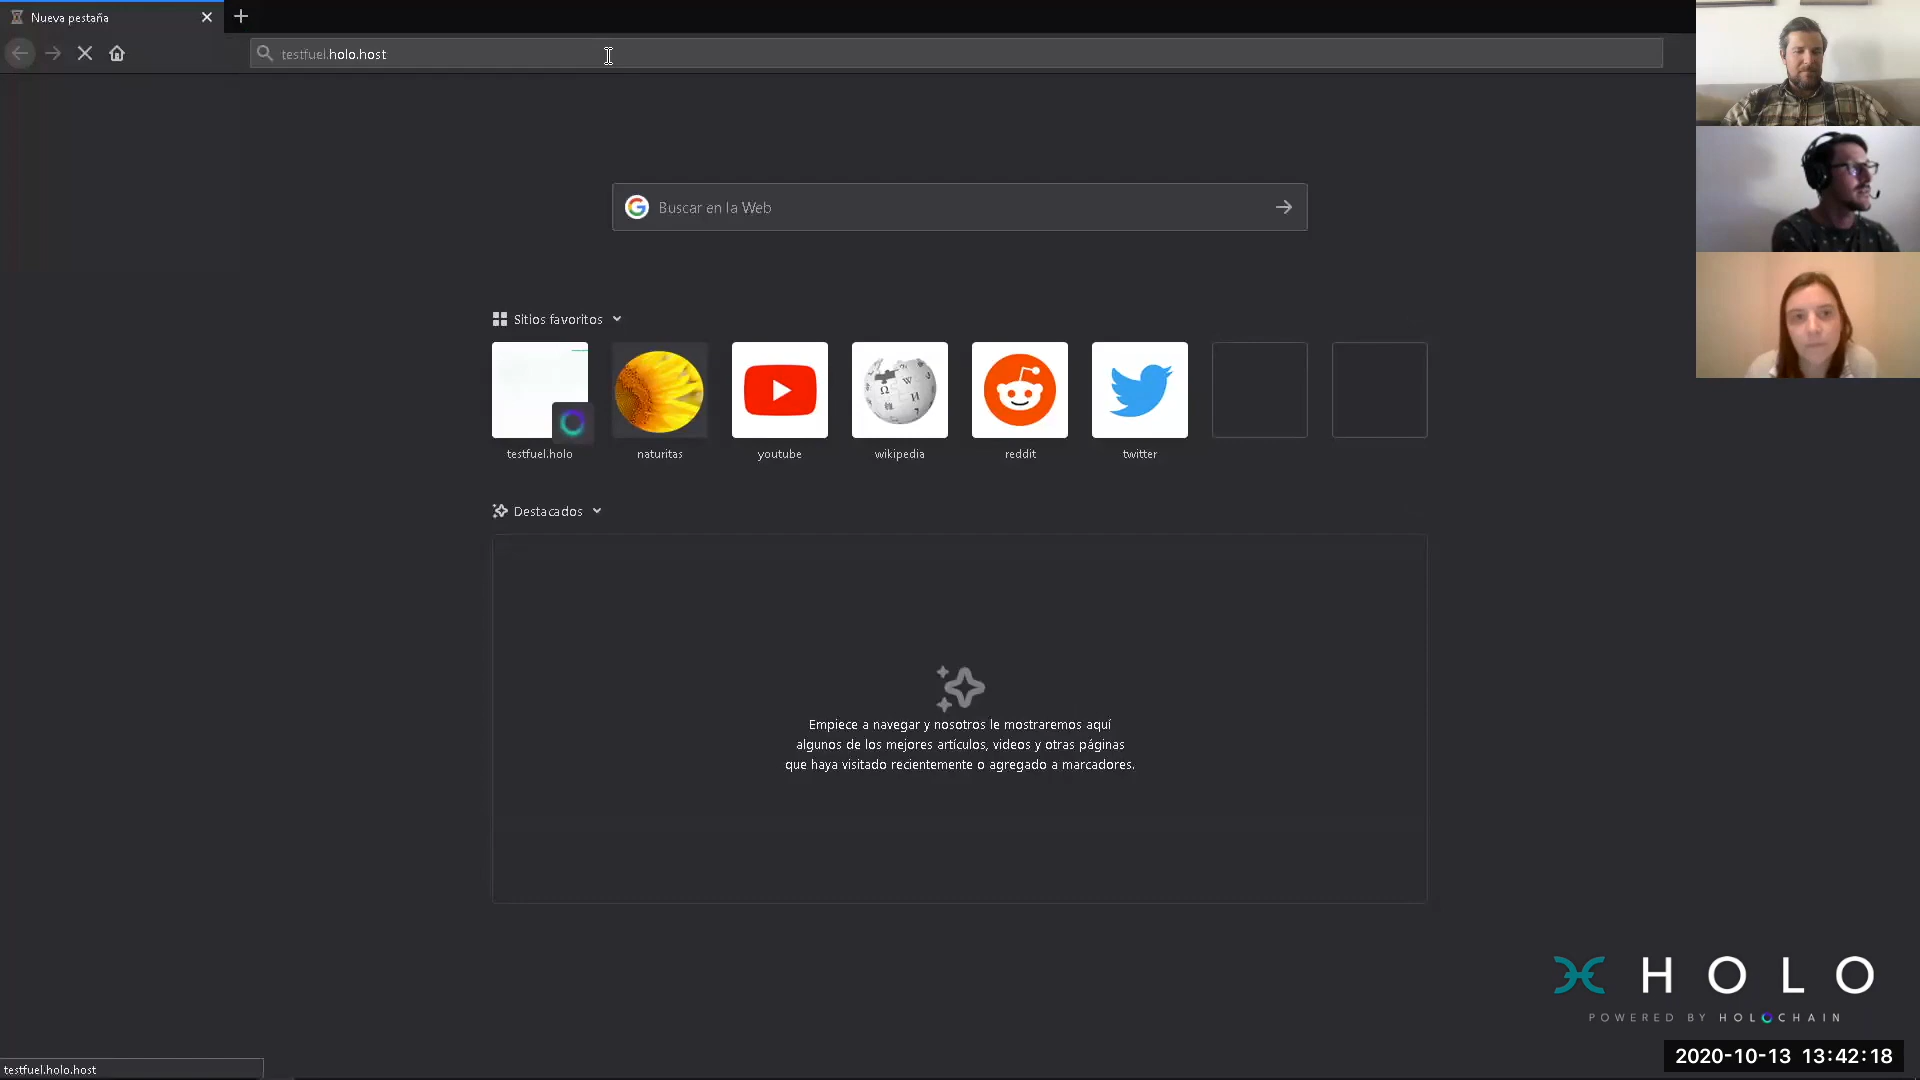 Nueva pestaña
testfuel.holo.host
Buscar en la Web
Sitios favoritos
testfuel.holo
naturitas
youtube
wikipedia
reddit
twitter
Destacados
Empiece a navegar y nosotros le mostraremos aquí
algunos de los mejores artículos, videos y otras páginas
que haya visitado recientemente o agregado a marcadores.
HOLO
POWERED BY HOLOCHAIN
2020-10-13 13:42:18
testfuel.holo.host